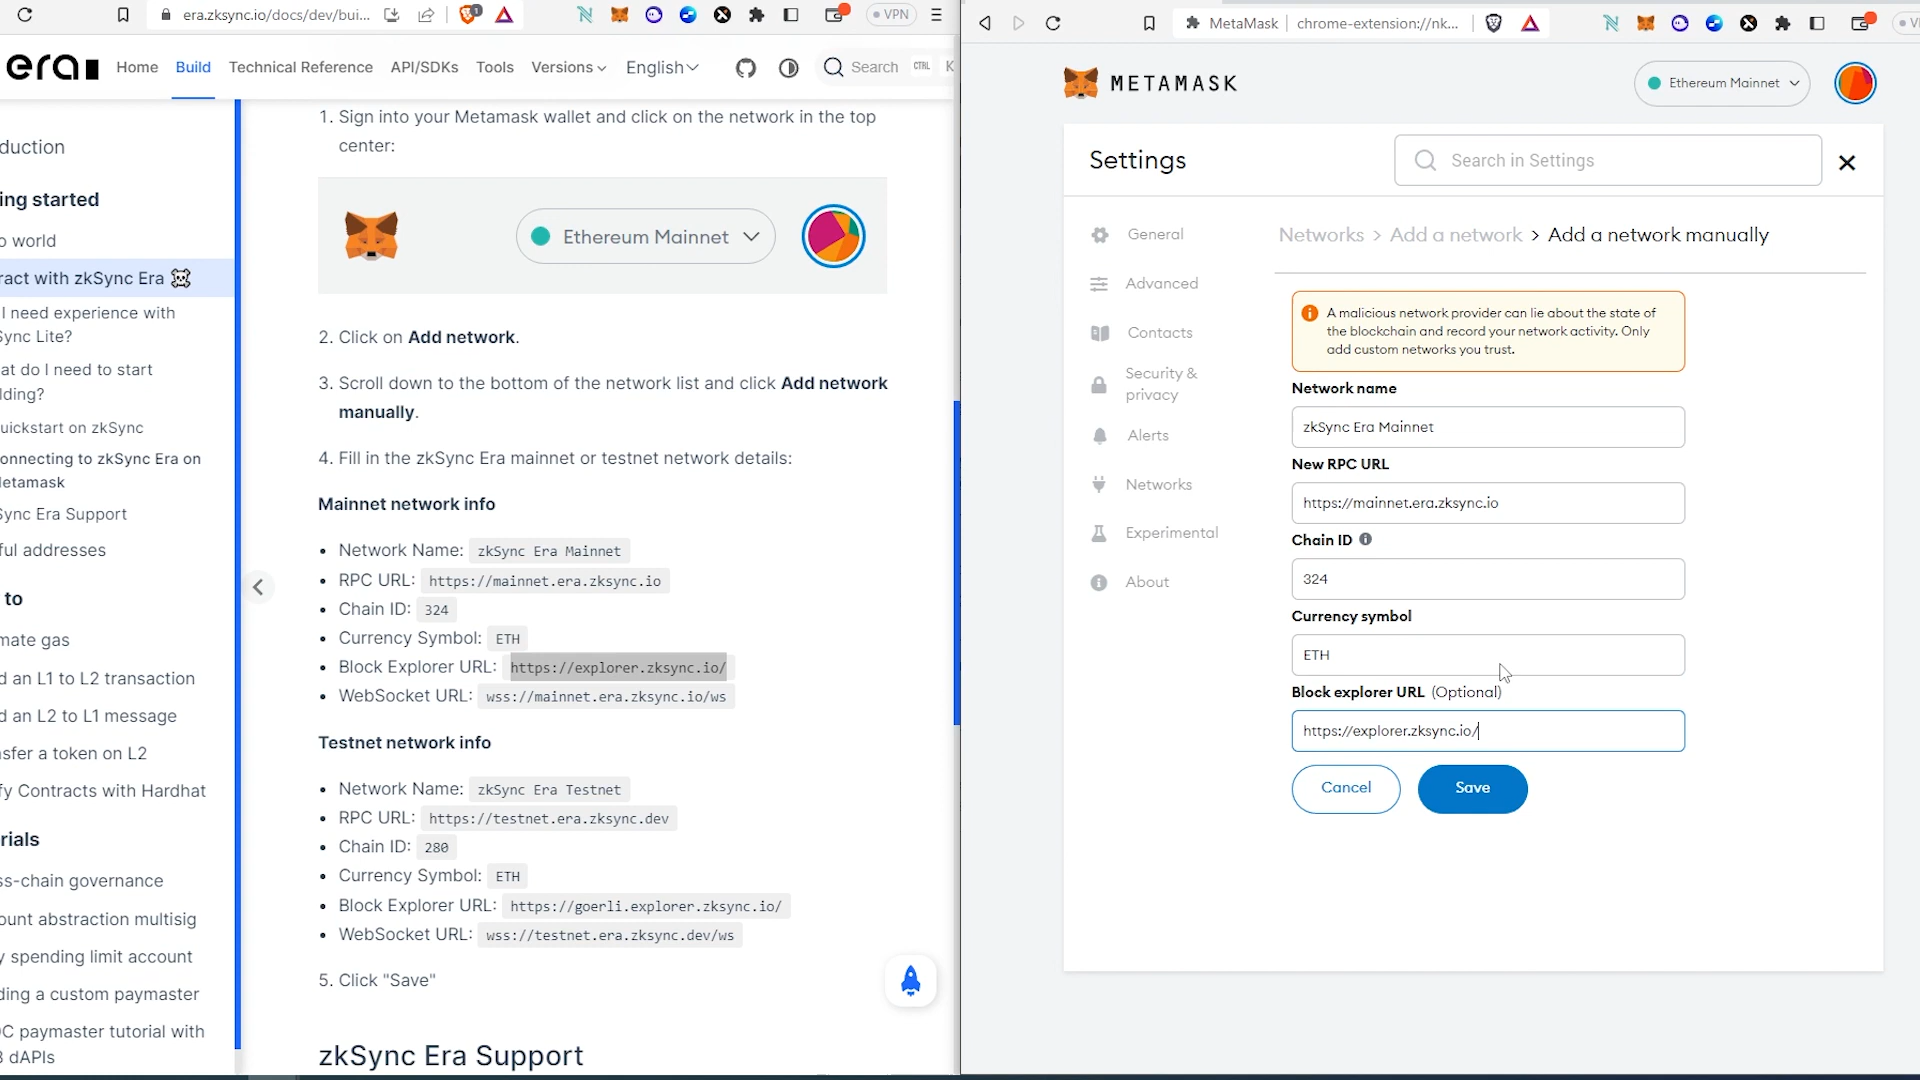 era.zksync.io/docs/dev/bui...
1
VPN
era
Home
Build
Technical Reference
API/SDKs
Tools
Versions
English
Search
CTRL
K
duction
ing started
o world
ract with zkSync Era
I need experience with
Sync Lite?
at do I need to start
lding?
uickstart on zkSync
onnecting to zkSync Era on
letamask
Sync Era Support
ful addresses
to
mate gas
d an L1 to L2 transaction
d an L2 to L1 message
nsfer a token on L2
fy Contracts with Hardhat
rials
ss-chain governance
ount abstraction multisig
y spending limit account
ding a custom paymaster
C paymaster tutorial with
3 dAPIs
1. Sign into your Metamask wallet and click on the network in the top
center:
Ethereum Mainnet
2. Click on Add network.
3. Scroll down to the bottom of the network list and click Add network
manually.
4. Fill in the zkSync Era mainnet or testnet network details:
Mainnet network info
• Network Name: zkSync Era Mainnet
• RPC URL: https://mainnet.era.zksync.io
• Chain ID: 324
• Currency Symbol: ETH
• Block Explorer URL: https://explorer.zksync.io/
• WebSocket URL: wss://mainnet.era.zksync.io/ws
Testnet network info
• Network Name: zkSync Era Testnet
• RPC URL: https://testnet.era.zksync.dev
• Chain ID: 280
• Currency Symbol: ETH
• Block Explorer URL: https://goerli.explorer.zksync.io/
• WebSocket URL: wss://testnet.era.zksync.dev/ws
5. Click "Save"
zkSync Era Support
MetaMask
chrome-extension://nk...
METAMASK
Ethereum Mainnet
Settings
Search in Settings
General
Advanced
Contacts
Security &
privacy
Alerts
Networks
Experimental
About
Networks > Add a network > Add a network manually
A malicious network provider can lie about the state of
the blockchain and record your network activity. Only
add custom networks you trust.
Network name
zkSync Era Mainnet
New RPC URL
https://mainnet.era.zksync.io
Chain ID
324
Currency symbol
ETH
Block explorer URL (Optional)
https://explorer.zksync.io/
Cancel
Save